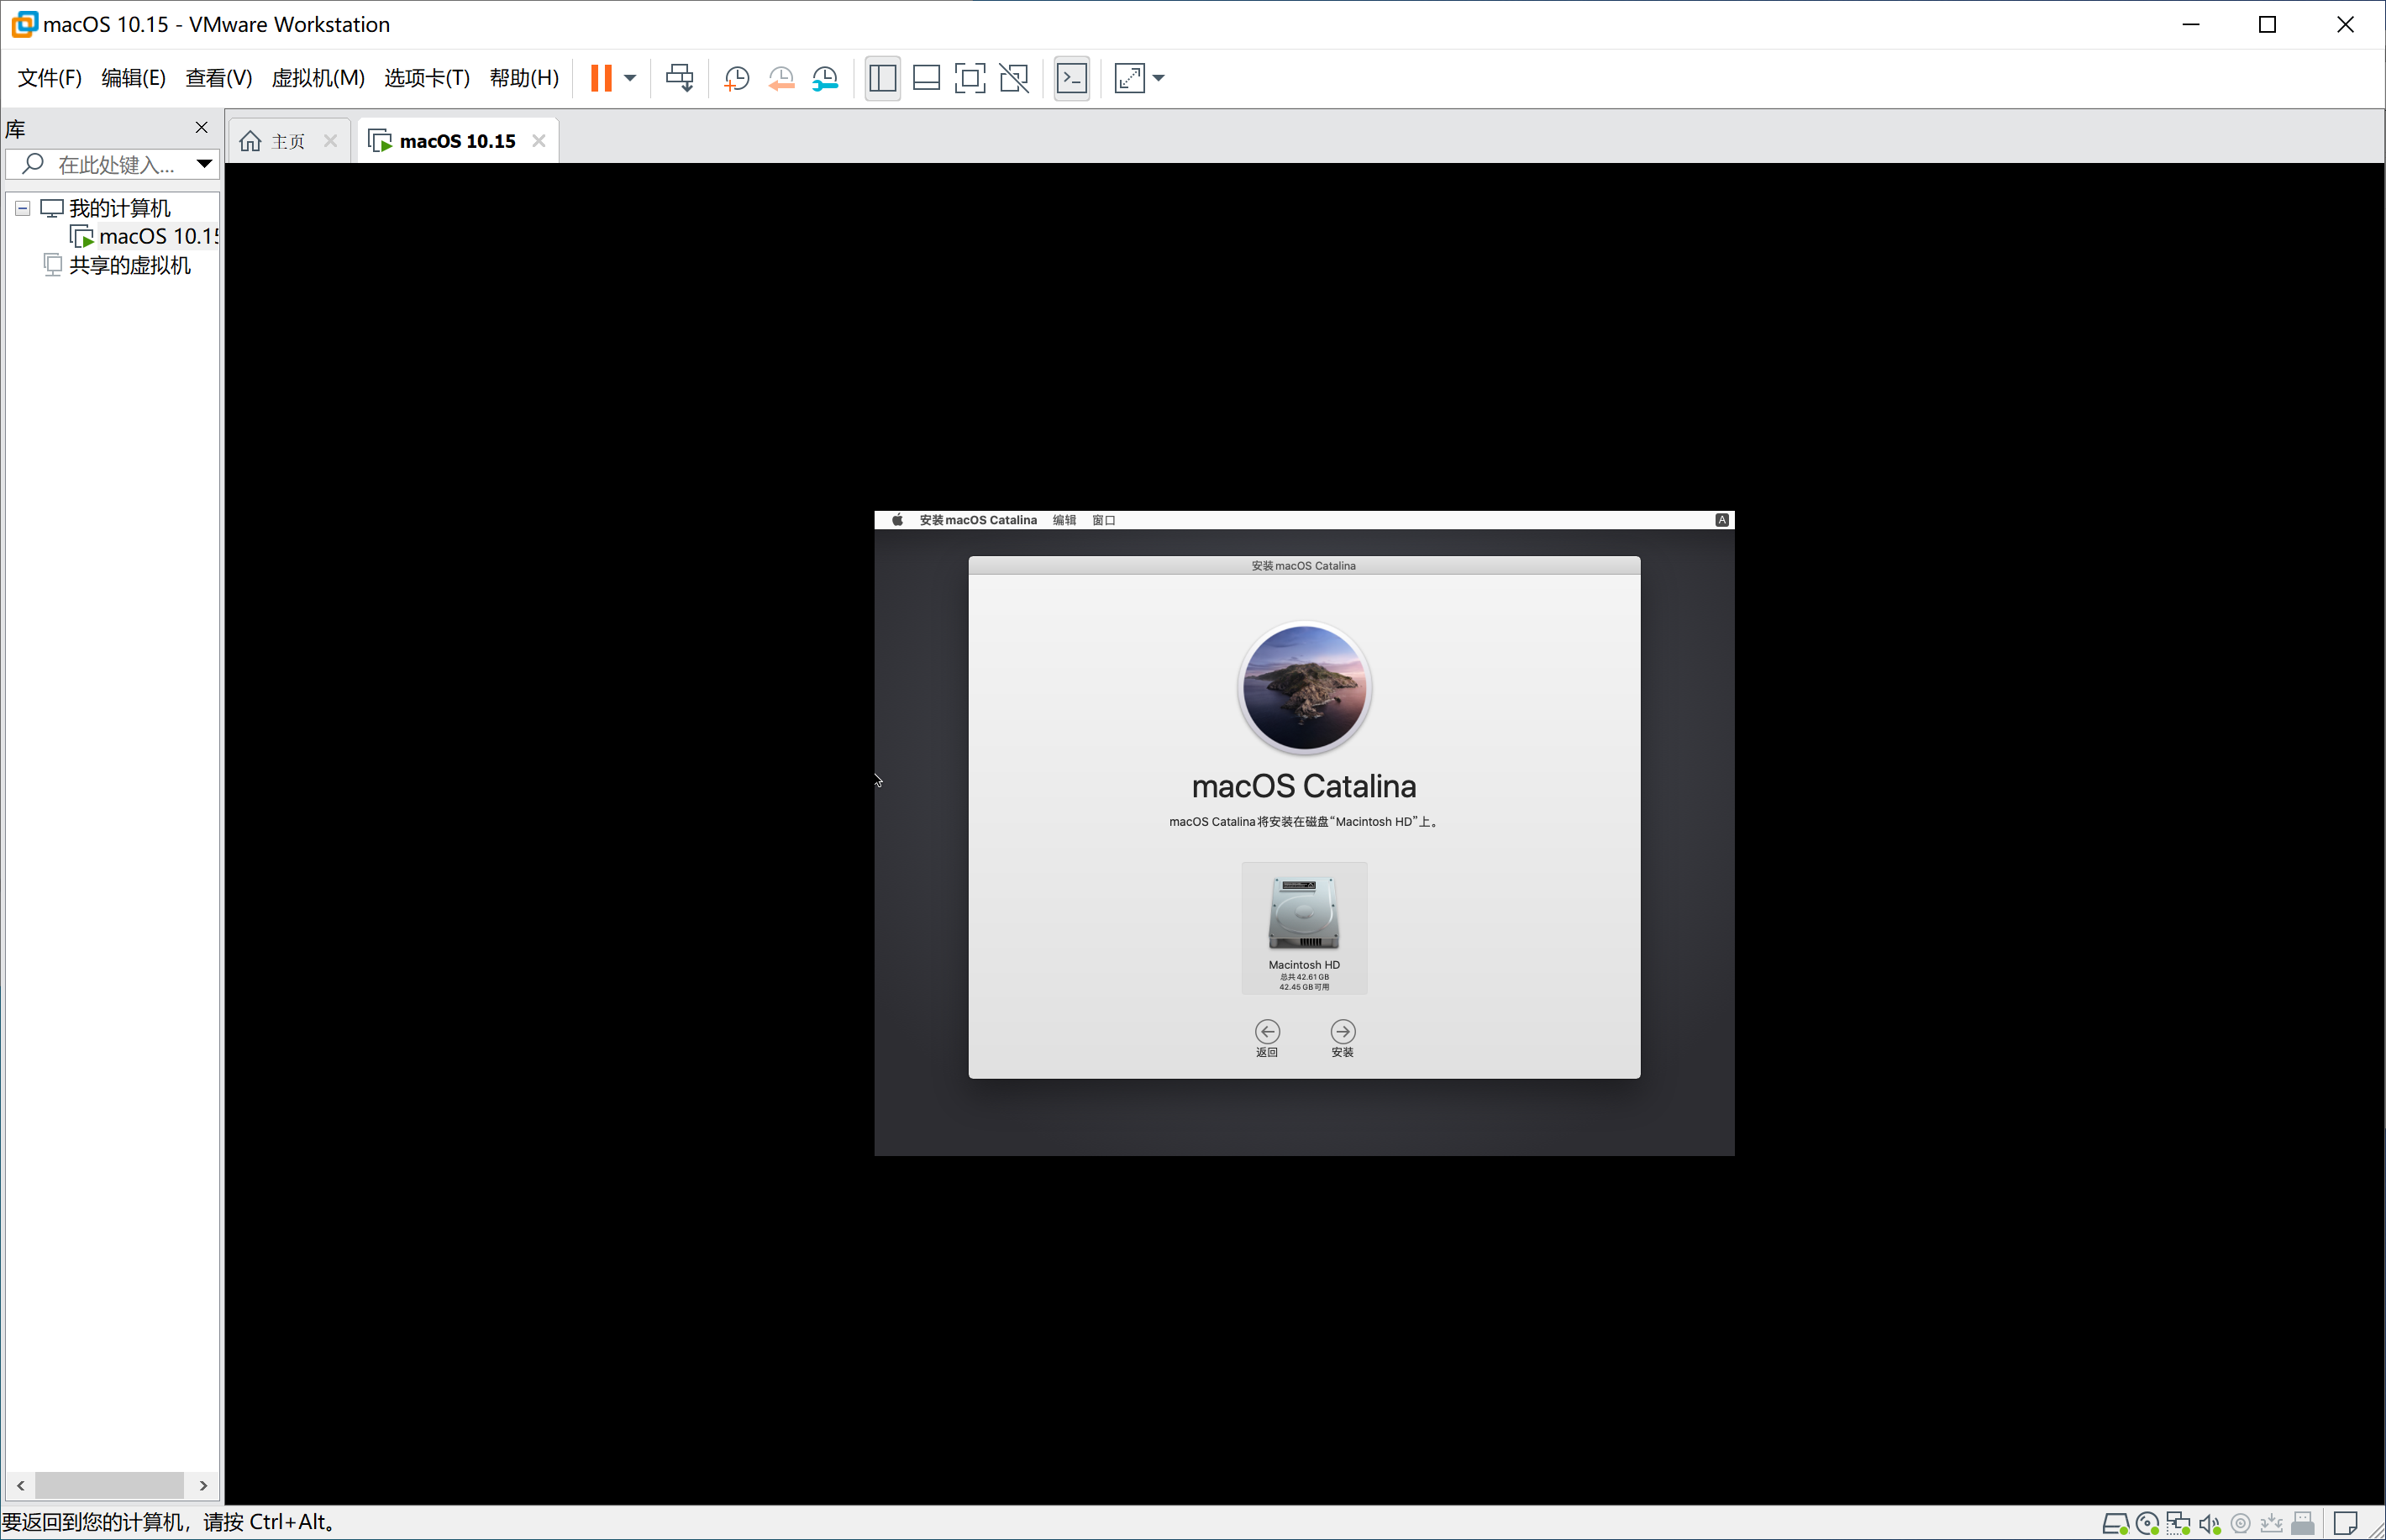 macOS 10.15 - VMware Workstation
文件(F) 编辑(E) 查看(V) 虚拟机(M) 选项卡(T) 帮助(H)
库
在此处键入...
我的计算机
macOS 10.15
共享的虚拟机
主页
macOS 10.15
安装macOS Catalina 编辑 窗口
A
安装macOS Catalina
macOS Catalina
macOS Catalina将安装在磁盘“Macintosh HD”上。
Macintosh HD
总共42.61 GB
42.45 GB可用
返回
安装
要返回到您的计算机，请按 Ctrl+Alt。